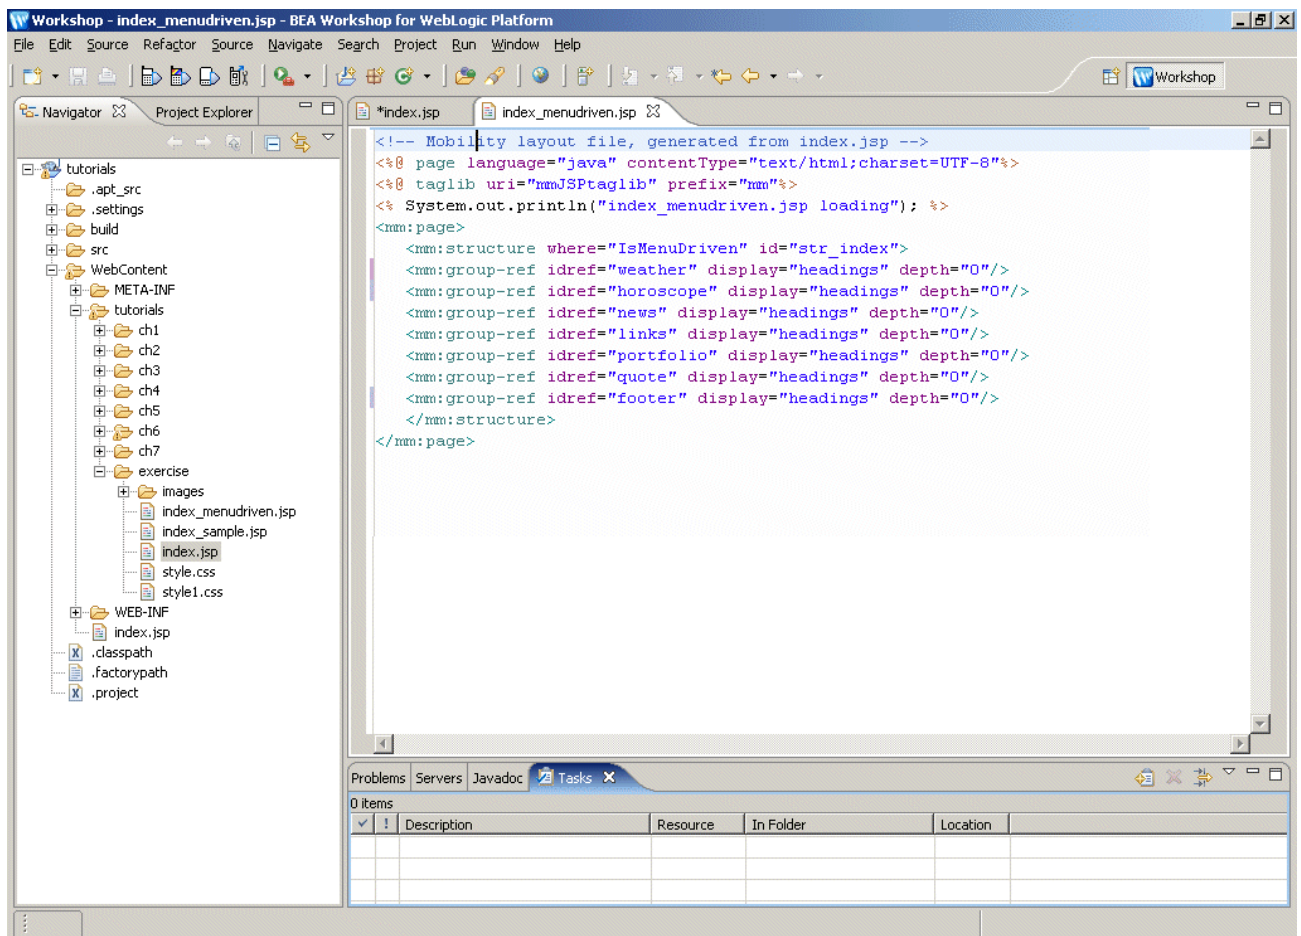 Workshop - index_menudriven.jsp - BEA Workshop for WebLogic Platform
File Edit Source Refactor Source Navigate Search Project Run Window Help
Workshop
Navigator Project Explorer
*index.jsp index_menudriven.jsp
tutorials
.apt_src
.settings
build
src
WebContent
META-INF
tutorials
ch1
ch2
ch3
ch4
ch5
ch6
ch7
exercise
images
index_menudriven.jsp
index_sample.jsp
index.jsp
style.css
style1.css
WEB-INF
index.jsp
.classpath
.factorypath
.project
<!-- Mobility layout file, generated from index.jsp -->
<%@ page language="java" contentType="text/html;charset=UTF-8"%>
<%@ taglib uri="mmJSPtaglib" prefix="mm"%>
<% System.out.println("index_menudriven.jsp loading"); %>
<mm:page>
<mm:structure where="IsMenuDriven" id="str_index">
<mm:group-ref idref="weather" display="headings" depth="0"/>
<mm:group-ref idref="horoscope" display="headings" depth="0"/>
<mm:group-ref idref="news" display="headings" depth="0"/>
<mm:group-ref idref="links" display="headings" depth="0"/>
<mm:group-ref idref="portfolio" display="headings" depth="0"/>
<mm:group-ref idref="quote" display="headings" depth="0"/>
<mm:group-ref idref="footer" display="headings" depth="0"/>
</mm:structure>
</mm:page>
Problems Servers Javadoc Tasks
0 items
! Description Resource In Folder Location